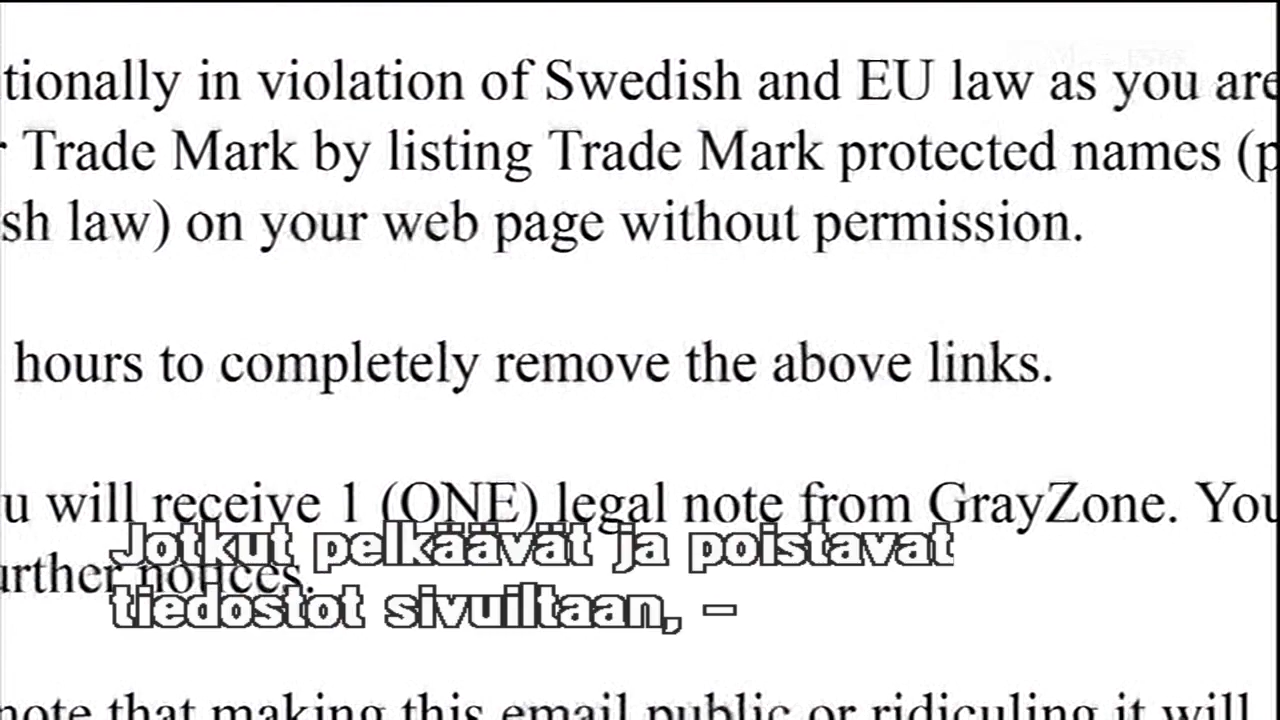 tionally in violation of Swedish and EU law as you are
Trade Mark by listing Trade Mark protected names (p
sh law) on your web page without permission.
hours to completely remove the above links.
u will receive 1 (ONE) legal note from GrayZone. You
Jotkut pelkäävät ja poistavat
urther notices.
tiedostot sivuiltaan, –
note that making this email public or ridiculing it will